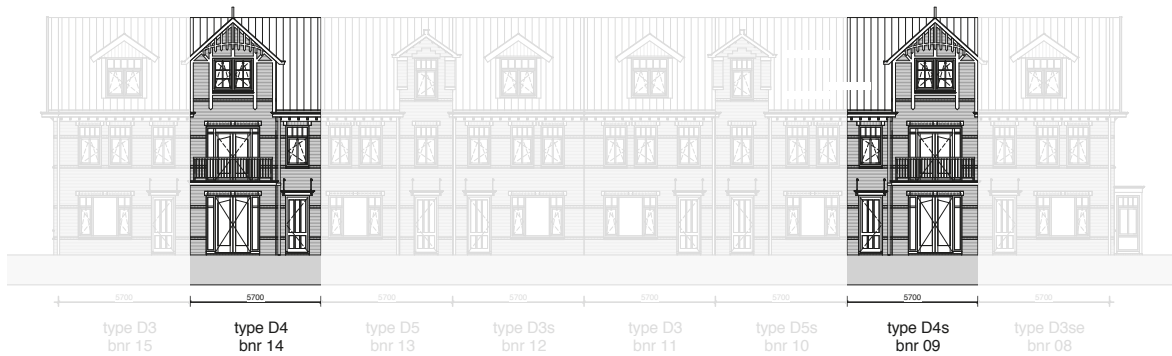 5700 5700 5700 5700 5700 5700 5700 5700
type D3 type D4 type D5 type D3s type D3 type D5s type D4s type D3se
bnr 15 bnr 14 bnr 13 bnr 12 bnr 11 bnr 10 bnr 09 bnr 08